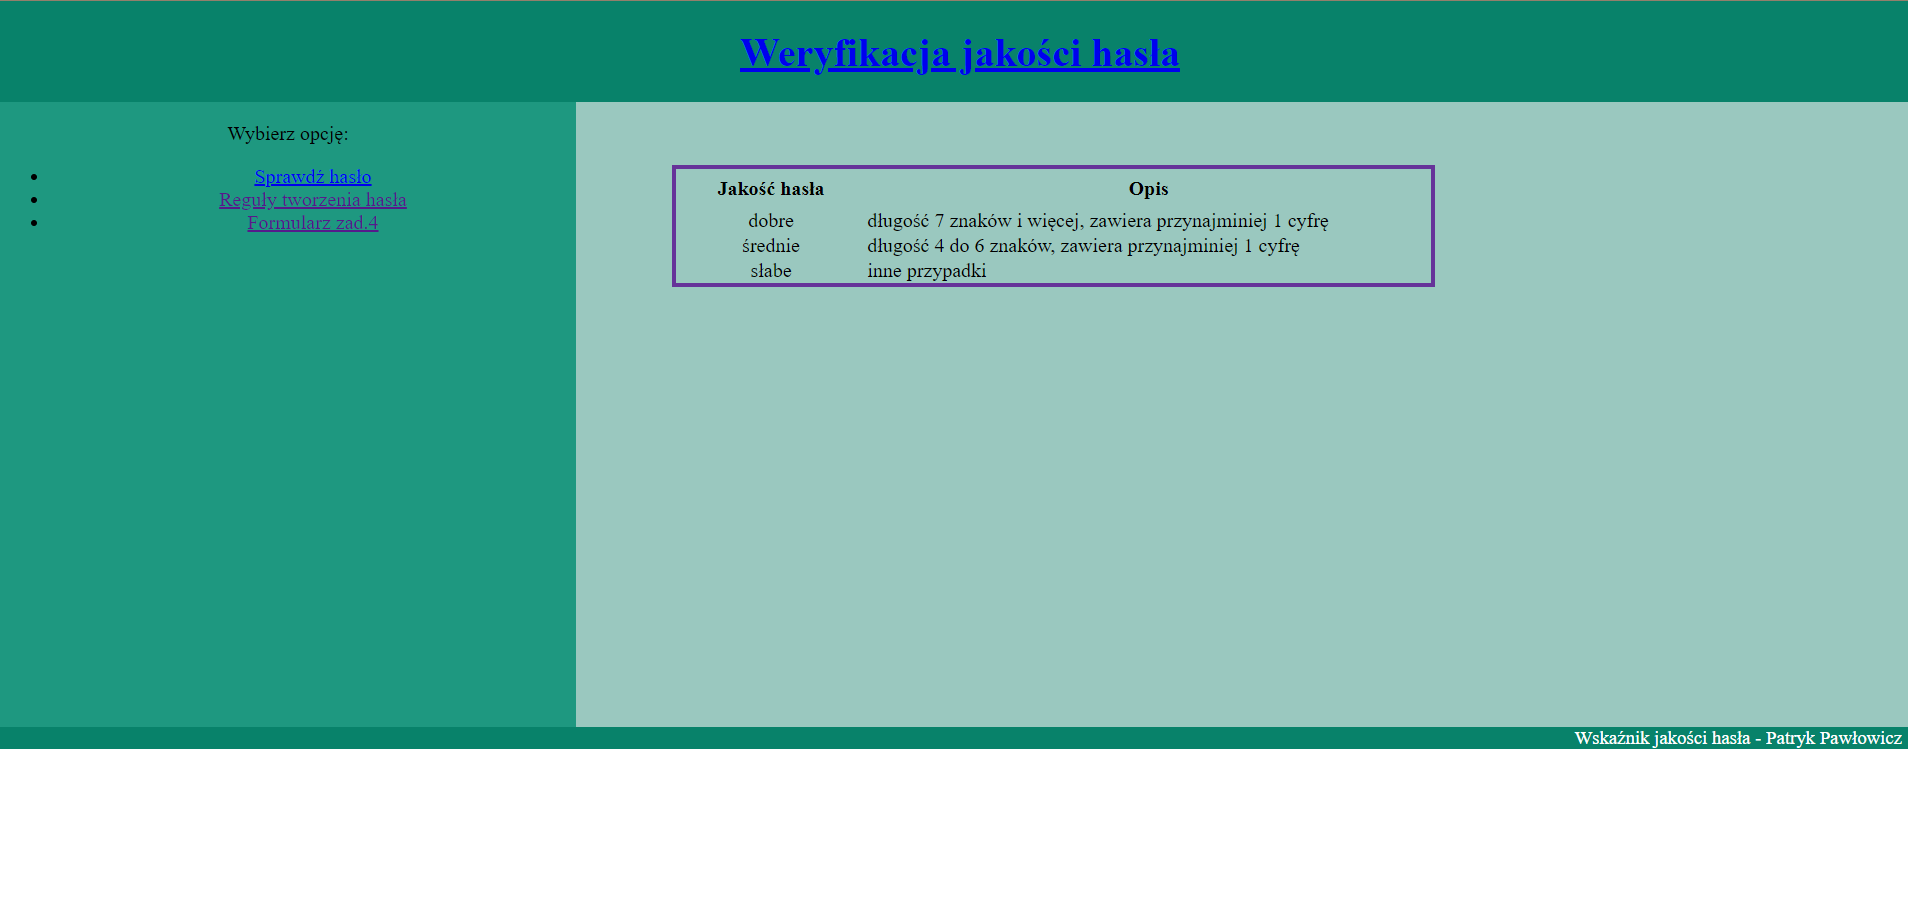 Weryfikacja jakości hasła
Wybierz opcję:
Sprawdź hasło
Reguły tworzenia hasła
Formularz zad.4
Jakość hasła Opis
dobre długość 7 znaków i więcej, zawiera przynajminiej 1 cyfrę
średnie długość 4 do 6 znaków, zawiera przynajminiej 1 cyfrę
słabe inne przypadki
Wskaźnik jakości hasła - Patryk Pawłowicz